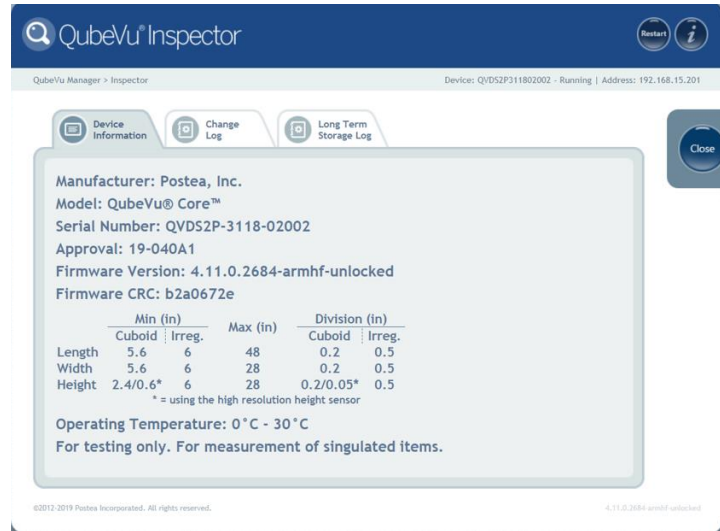 QubeVu® Inspector
Restart
i
QubeVu Manager > Inspector
Device: QVDS2P311802002 - Running | Address: 192.168.15.201
Device Information
Change Log
Long Term Storage Log
Close
Manufacturer: Postea, Inc.
Model: QubeVu® Core™
Serial Number: QVDS2P-3118-02002
Approval: 19-040A1
Firmware Version: 4.11.0.2684-armhf-unlocked
Firmware CRC: b2a0672e
Min (in) Max (in) Division (in)
Cuboid Irreg. Cuboid Irreg.
Length 5.6 6 48 0.2 0.5
Width 5.6 6 28 0.2 0.5
Height 2.4/0.6* 6 28 0.2/0.05* 0.5
* = using the high resolution height sensor
Operating Temperature: 0°C - 30°C
For testing only. For measurement of singulated items.
©2012-2019 Postea Incorporated. All rights reserved.
4.11.0.2684-armhf-unlocked